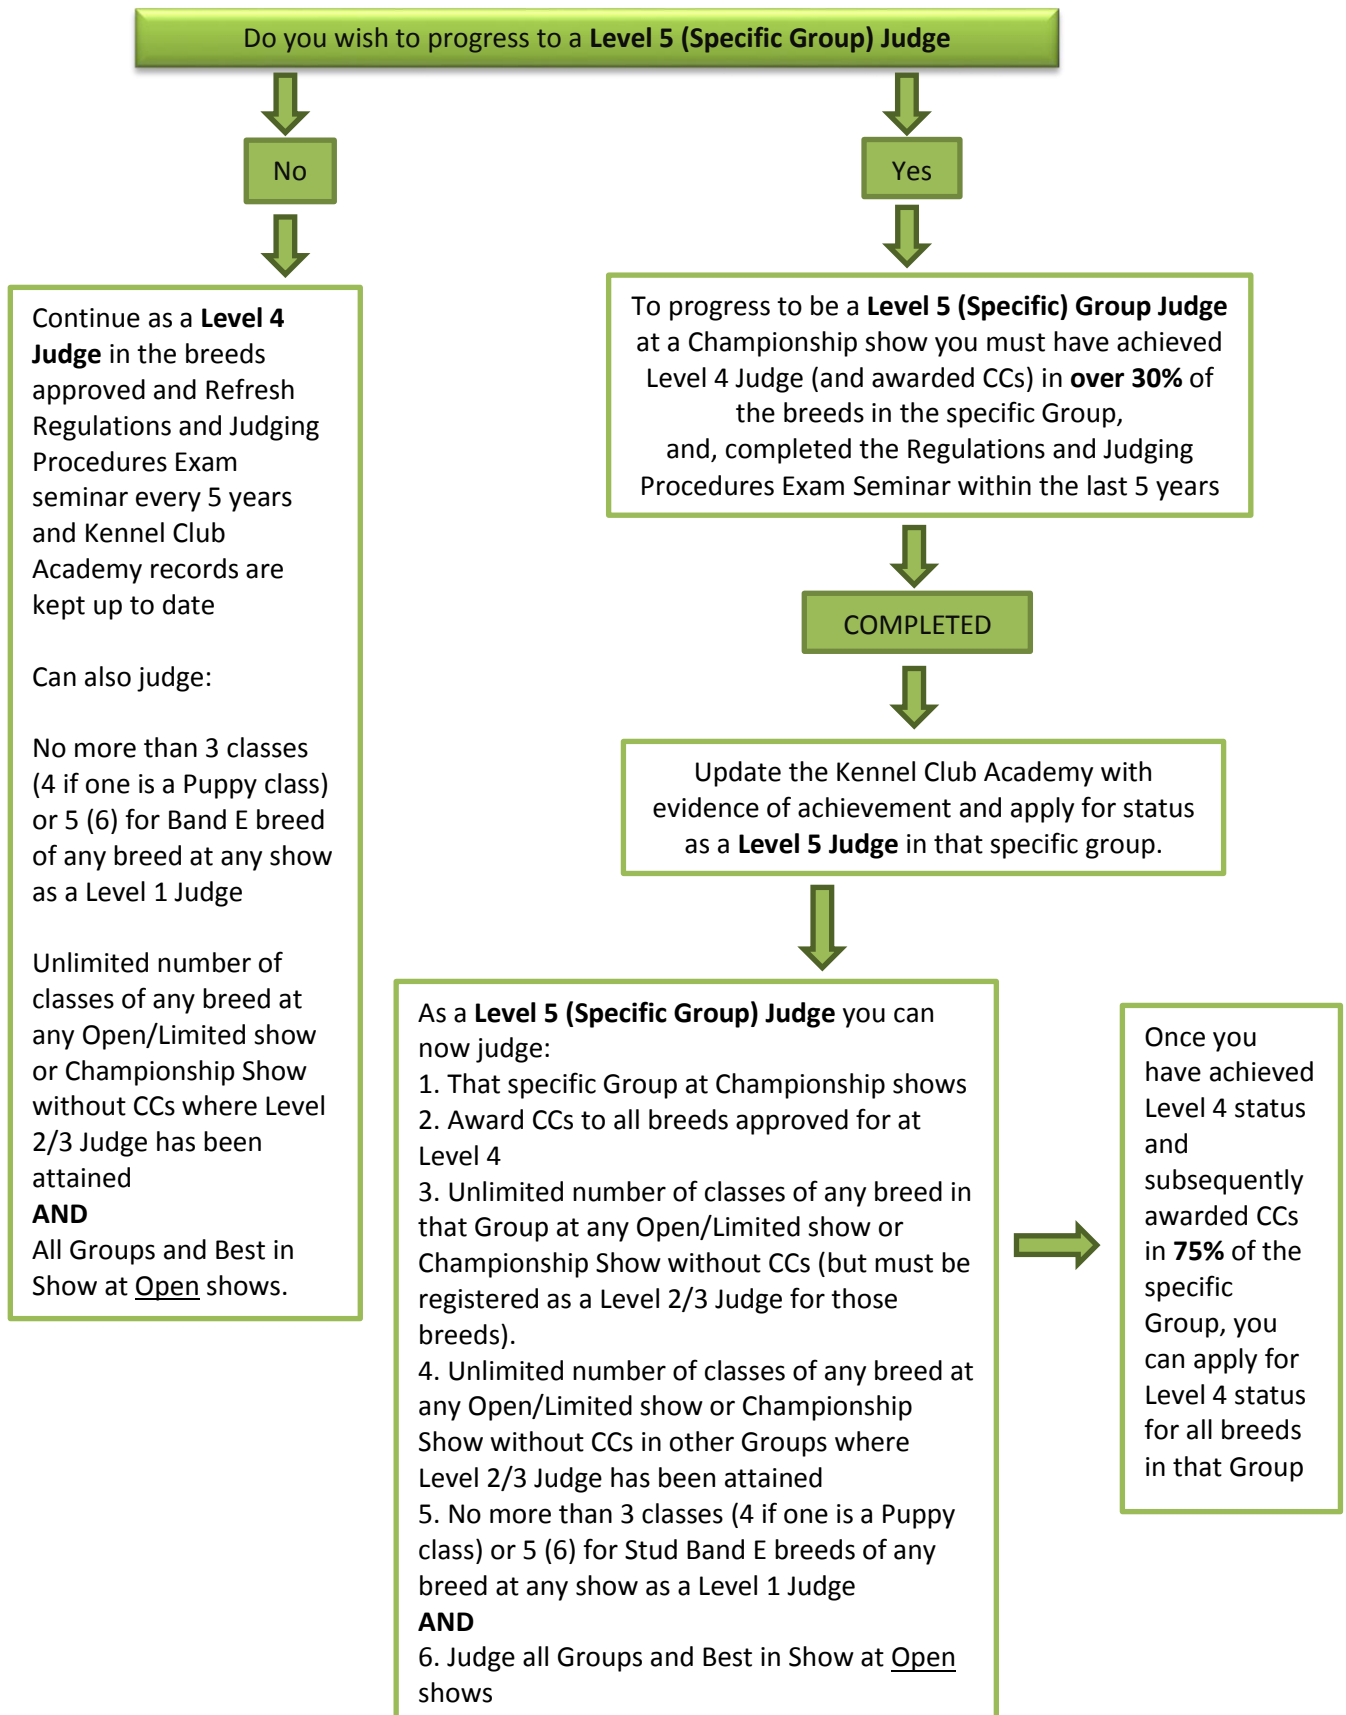 Do you wish to progress to a Level 5 (Specific Group) Judge
No
Yes
Continue as a Level 4
Judge in the breeds
approved and Refresh
Regulations and Judging
Procedures Exam
seminar every 5 years
and Kennel Club
Academy records are
kept up to date
Can also judge:
No more than 3 classes
(4 if one is a Puppy class)
or 5 (6) for Band E breed
of any breed at any show
as a Level 1 Judge
Unlimited number of
classes of any breed at
any Open/Limited show
or Championship Show
without CCs where Level
2/3 Judge has been
attained
AND
All Groups and Best in
Show at Open shows.
To progress to be a Level 5 (Specific) Group Judge
at a Championship show you must have achieved
Level 4 Judge (and awarded CCs) in over 30% of
the breeds in the specific Group,
and, completed the Regulations and Judging
Procedures Exam Seminar within the last 5 years
COMPLETED
Update the Kennel Club Academy with
evidence of achievement and apply for status
as a Level 5 Judge in that specific group.
As a Level 5 (Specific Group) Judge you can
now judge:
1. That specific Group at Championship shows
2. Award CCs to all breeds approved for at
Level 4
3. Unlimited number of classes of any breed in
that Group at any Open/Limited show or
Championship Show without CCs (but must be
registered as a Level 2/3 Judge for those
breeds).
4. Unlimited number of classes of any breed at
any Open/Limited show or Championship
Show without CCs in other Groups where
Level 2/3 Judge has been attained
5. No more than 3 classes (4 if one is a Puppy
class) or 5 (6) for Stud Band E breeds of any
breed at any show as a Level 1 Judge
AND
6. Judge all Groups and Best in Show at Open
shows
Once you
have achieved
Level 4 status
and
subsequently
awarded CCs
in 75% of the
specific
Group, you
can apply for
Level 4 status
for all breeds
in that Group